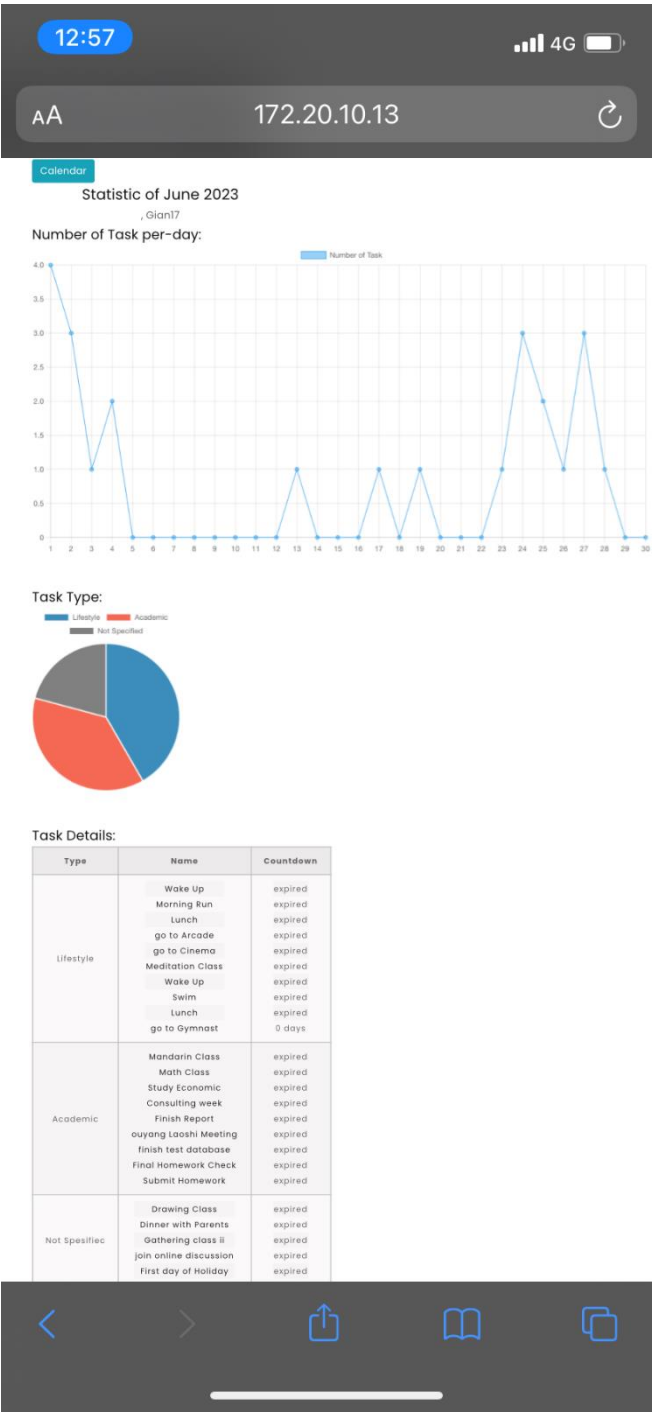 12:57
4G
AA 172.20.10.13
Calendar
Statistic of June 2023
, Gian17
Number of Task per-day:
Number of Task
4.0
3.5
3.0
2.5
2.0
1.5
1.0
0.5
0
1 2 3 4 5 6 7 8 9 10 11 12 13 14 15 16 17 18 19 20 21 22 23 24 25 26 27 28 29 30
Task Type:
Lifestyle Academic
Not Specified
Task Details:
Type Name Countdown
Wake Up expired
Morning Run expired
Lunch expired
go to Arcade expired
go to Cinema expired
Lifestyle
Meditation Class expired
Wake Up expired
Swim expired
Lunch expired
go to Gymnast 0 days
Mandarin Class expired
Math Class expired
Study Economic expired
Consulting week expired
Academic Finish Report expired
ouyang Laoshi Meeting expired
finish test database expired
Final Homework Check expired
Submit Homework expired
Drawing Class expired
Dinner with Parents expired
Not Spesifiec Gathering class ii expired
join online discussion expired
First day of Holiday expired